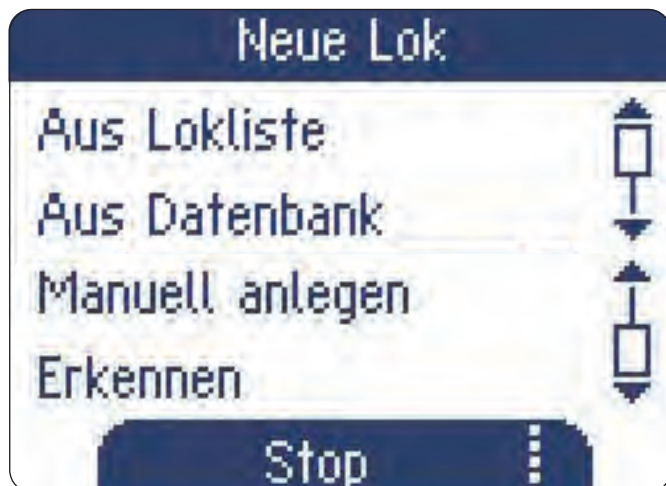 Neue Lok
Aus Lokliste
Aus Datenbank
Manuell anlegen
Erkennen
Stop